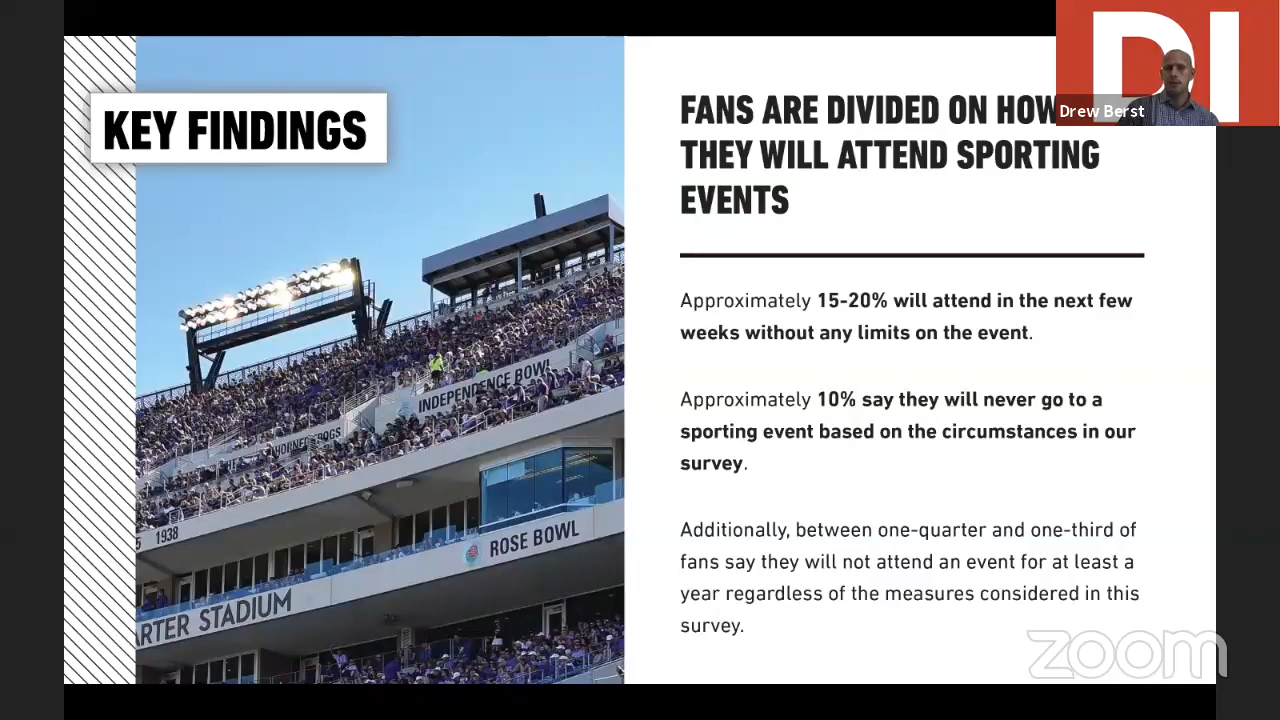 DI
Drew Berst
KEY FINDINGS
FANS ARE DIVIDED ON HOW
THEY WILL ATTEND SPORTING
EVENTS
Approximately 15-20% will attend in the next few
weeks without any limits on the event.
Approximately 10% say they will never go to a
sporting event based on the circumstances in our
survey.
Additionally, between one-quarter and one-third of
fans say they will not attend an event for at least a
year regardless of the measures considered in this
survey.
INDEPENDENCE BOWL
1938
ROSE BOWL
ARTER STADIUM
zoom